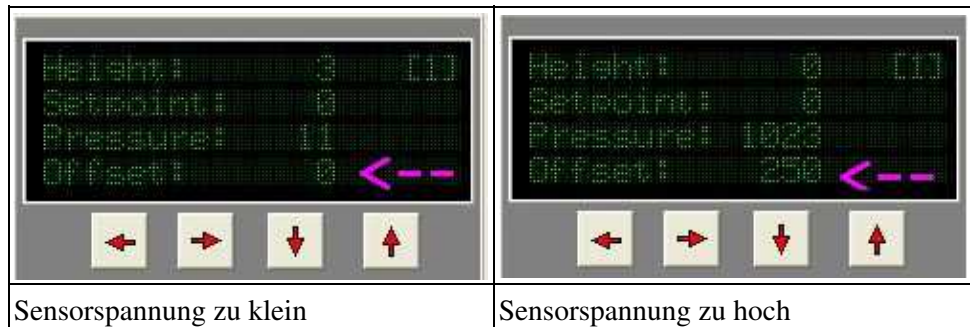 Height: 3 [1]
Setpoint: 0
Pressure: 11
Offset: 0 <--
Height: 0 [1]
Setpoint: 0
Pressure: 1023
Offset: 250 <--
Sensorspannung zu klein
Sensorspannung zu hoch